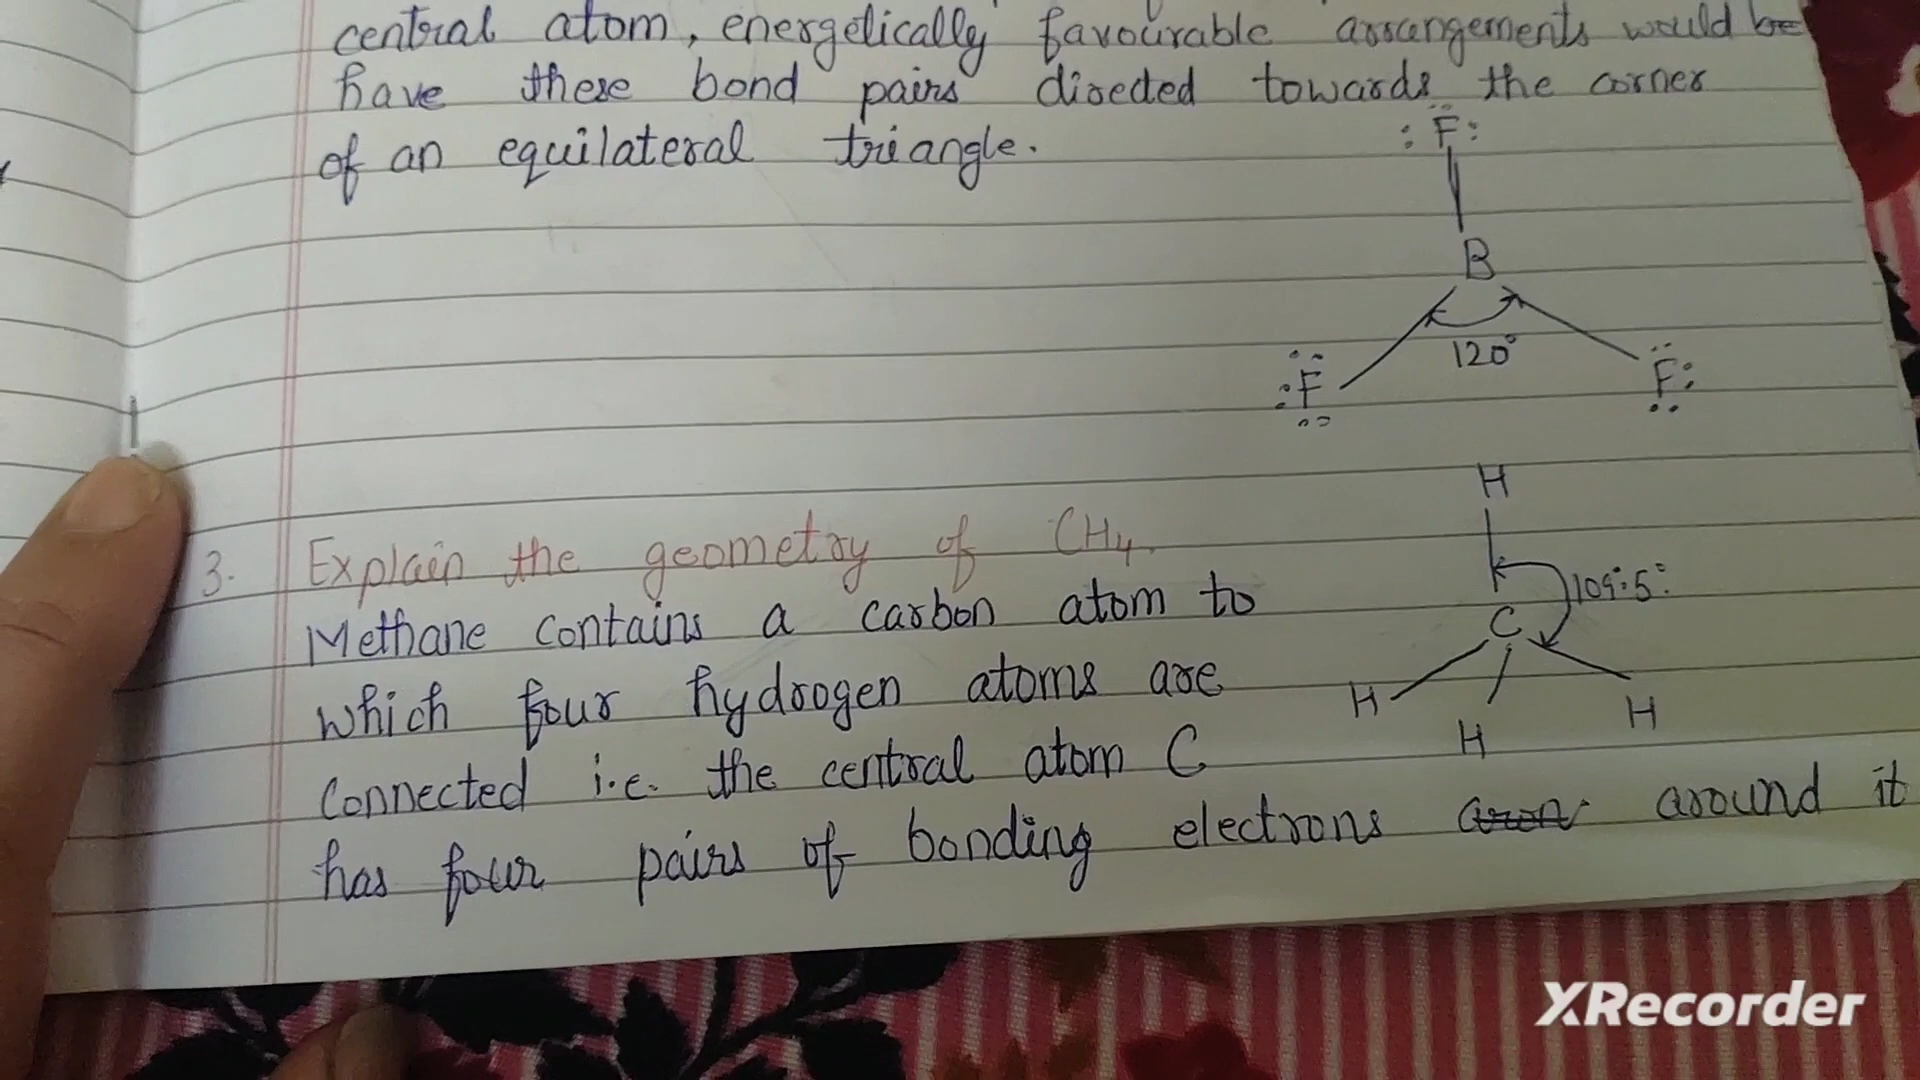 central atom, energetically favourable arrangements would be
have these bond pairs directed towards the corner
of an equilateral triangle.
:F:
B
120°
:F
F:
3. Explain the geometry of CH4.
Methane contains a carbon atom to
which four hydrogen atoms are
connected i.e. the central atom C
has four pairs of bonding electrons around it
H
109.5°
C
H
H
H
XRecorder